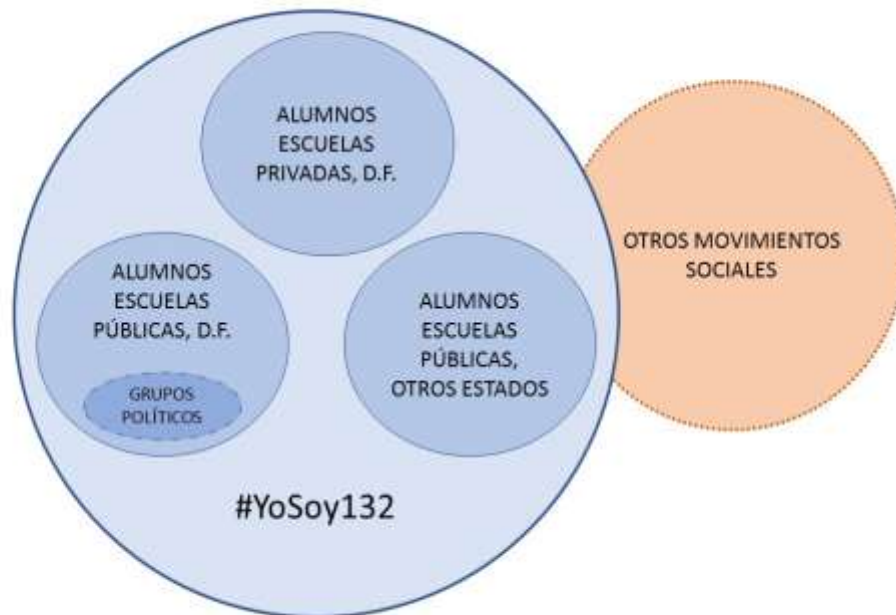 ALUMNOS
ESCUELAS
PRIVADAS, D.F.
ALUMNOS
ESCUELAS
PÚBLICAS, D.F.
GRUPOS
POLÍTICOS
ALUMNOS
ESCUELAS
PÚBLICAS,
OTROS ESTADOS
#YoSoy132
OTROS MOVIMIENTOS
SOCIALES